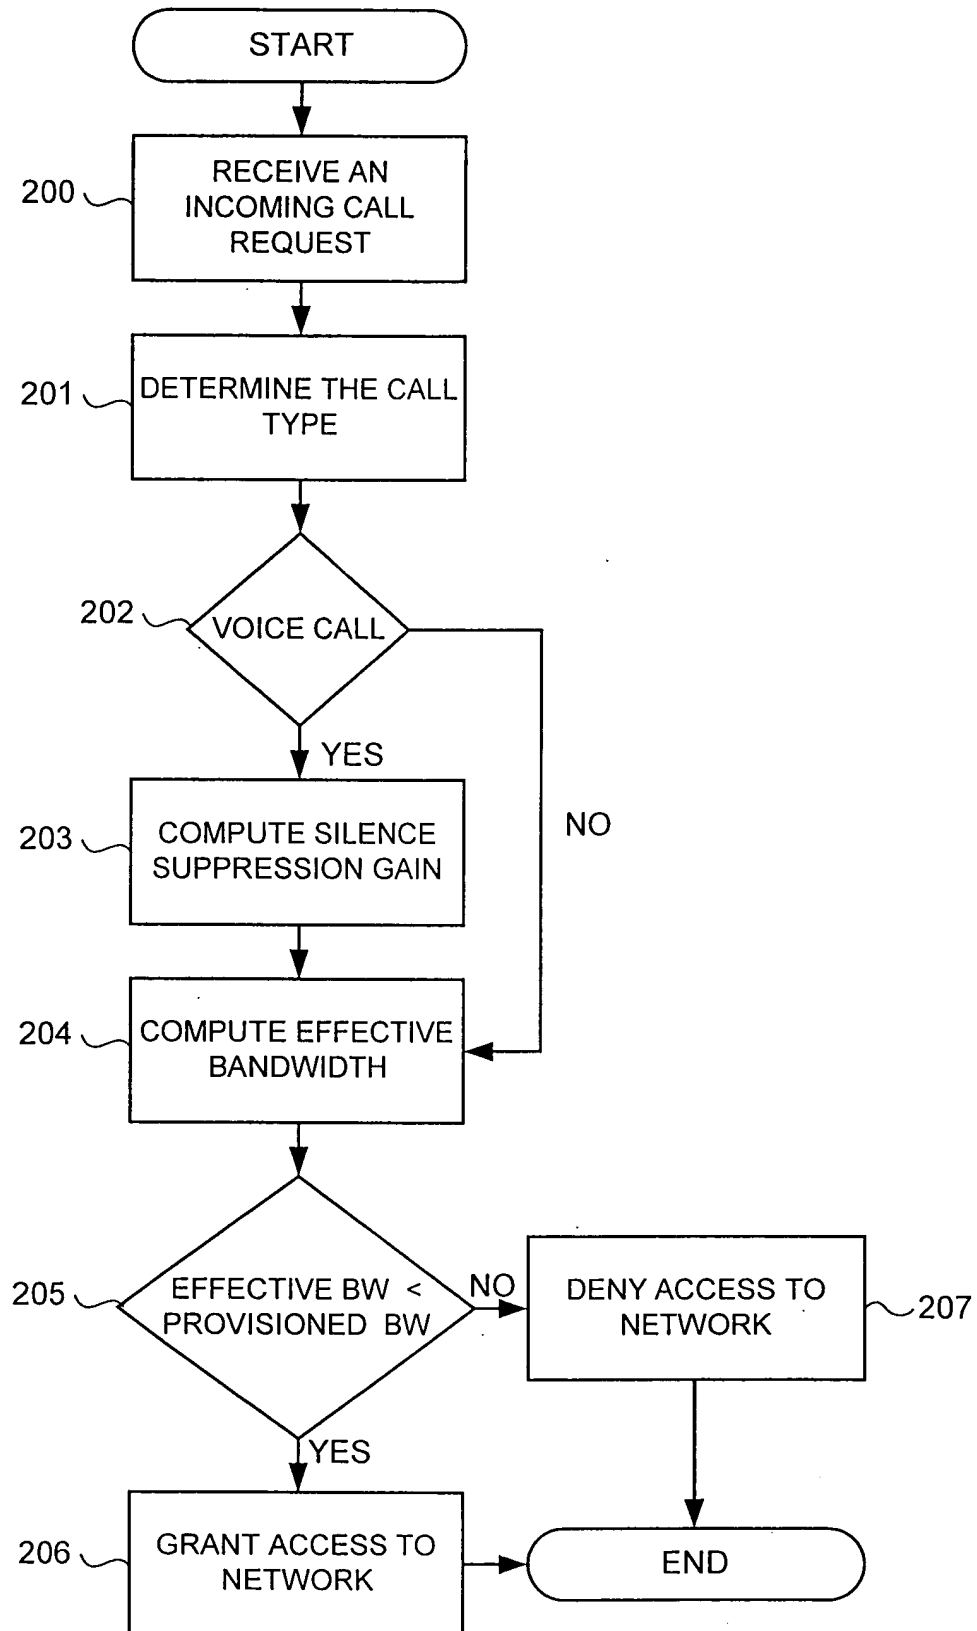 START
200
RECEIVE AN
INCOMING CALL
REQUEST
201
DETERMINE THE CALL
TYPE
202
VOICE CALL
YES
NO
203
COMPUTE SILENCE
SUPPRESSION GAIN
204
COMPUTE EFFECTIVE
BANDWIDTH
205
EFFECTIVE BW <
PROVISIONED BW
NO
DENY ACCESS TO
NETWORK
207
YES
206
GRANT ACCESS TO
NETWORK
END